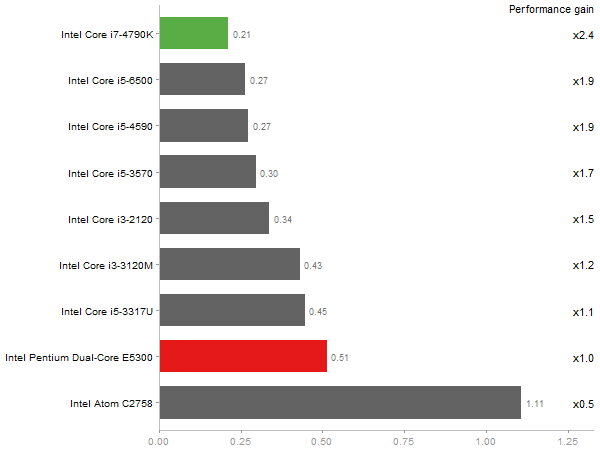 Performance gain
Intel Core i7-4790K 0.21 x2.4
Intel Core i5-6500 0.27 x1.9
Intel Core i5-4590 0.27 x1.9
Intel Core i5-3570 0.30 x1.7
Intel Core i3-2120 0.34 x1.5
Intel Core i3-3120M 0.43 x1.2
Intel Core i5-3317U 0.45 x1.1
Intel Pentium Dual-Core E5300 0.51 x1.0
Intel Atom C2758 1.11 x0.5
0.00 0.25 0.50 0.75 1.00 1.25